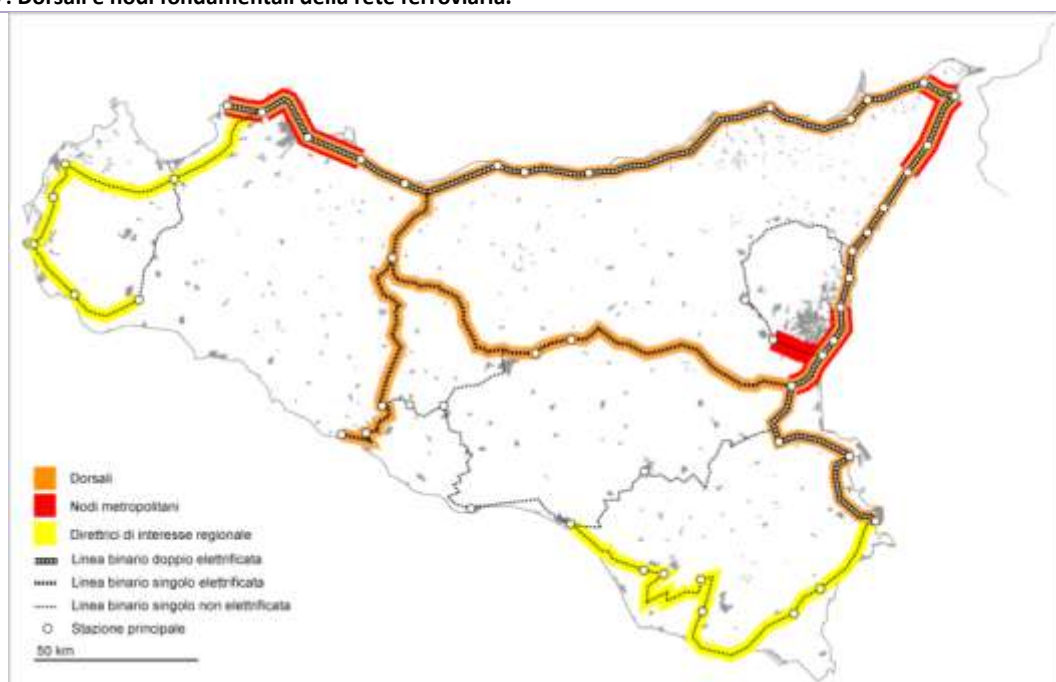 . Dorsali e nodi fondamentali della rete ferroviaria.
Dorsali
Nodi metropolitani
Direttrici di interesse regionale
Linea binario doppio elettrificata
Linea binario singolo elettrificata
Linea binario singolo non elettrificata
Stazione principale
50 km